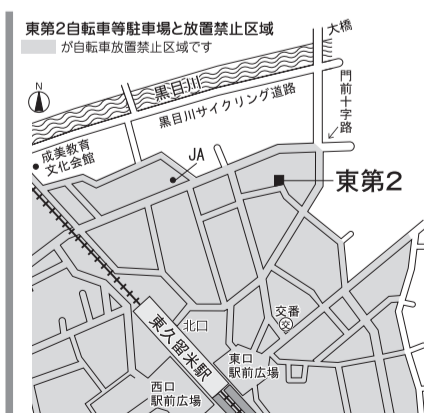 東第2自転車等駐車場と放置禁止区域
が自転車放置禁止区域です
大橋
N
黒目川
黒目川サイクリング道路
門前十字路
成美教育
文化会館
JA
東第2
北口
交番
交
東久留米駅
東口
駅前広場
西口
駅前広場